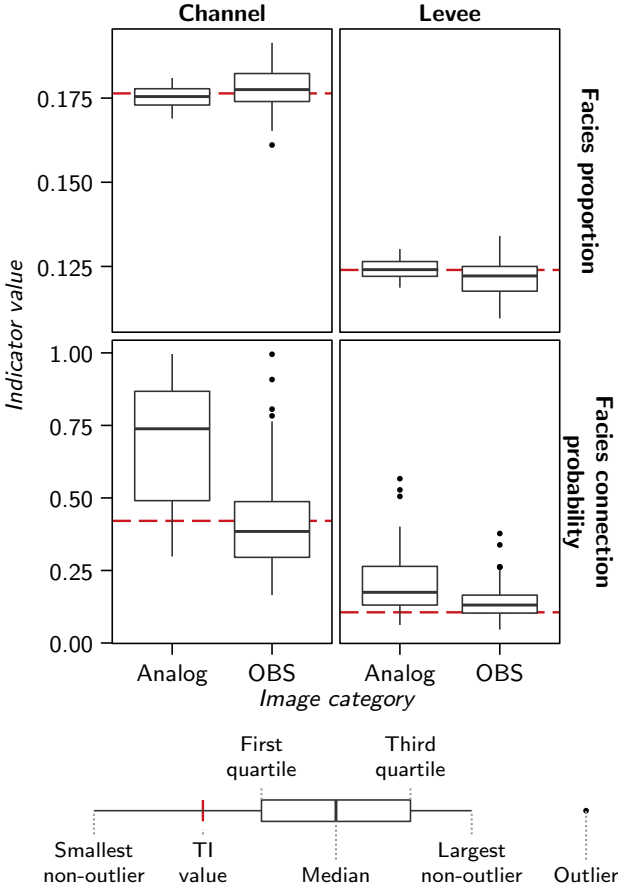 Channel
Levee
0.175
0.150
0.125
Facies proportion
Indicator value
1.00
0.75
0.50
0.25
0.00
Facies connection
probability
Analog
OBS
Analog
OBS
Image category
First
quartile
Third
quartile
Smallest
non-outlier
TI
value
Median
Largest
non-outlier
Outlier